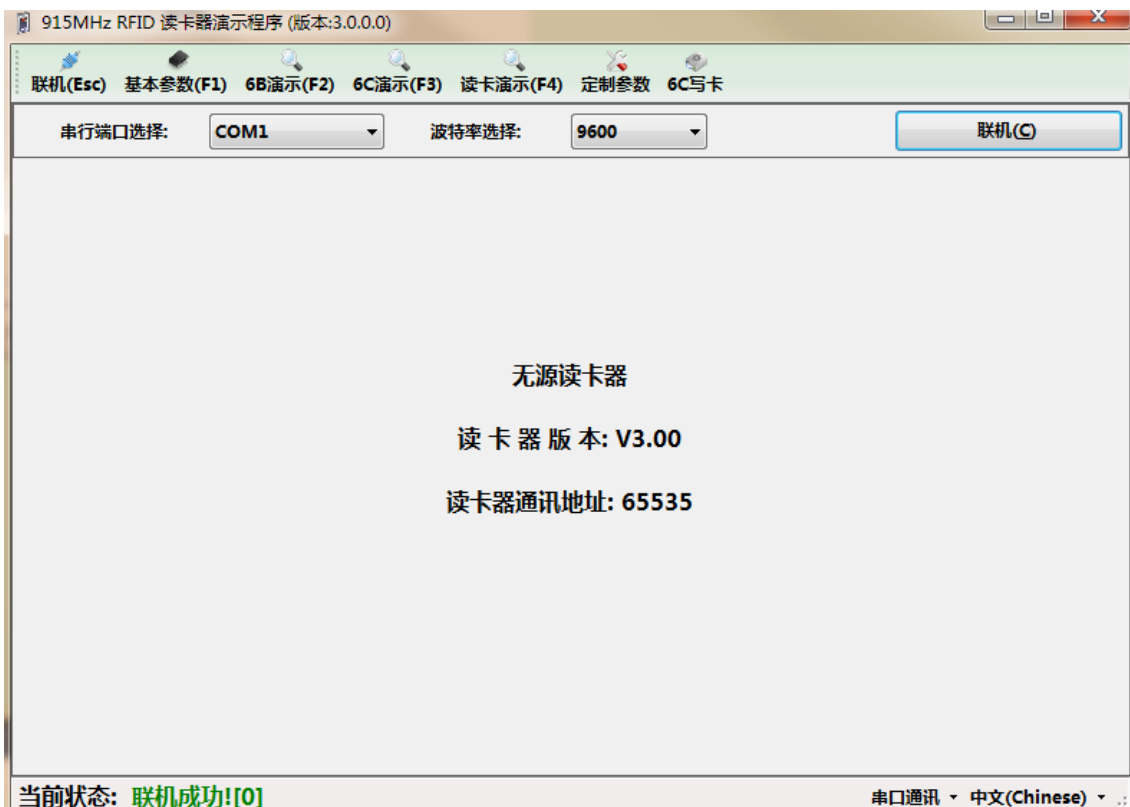 915MHz RFID 读卡器演示程序 (版本:3.0.0.0)
联机(Esc) 基本参数(F1) 6B演示(F2) 6C演示(F3) 读卡演示(F4) 定制参数 6C写卡
串行端口选择: COM1 波特率选择: 9600 联机(C)
无源读卡器
读 卡 器 版 本: V3.00
读卡器通讯地址: 65535
当前状态: 联机成功![0] 串口通讯 中文(Chinese)